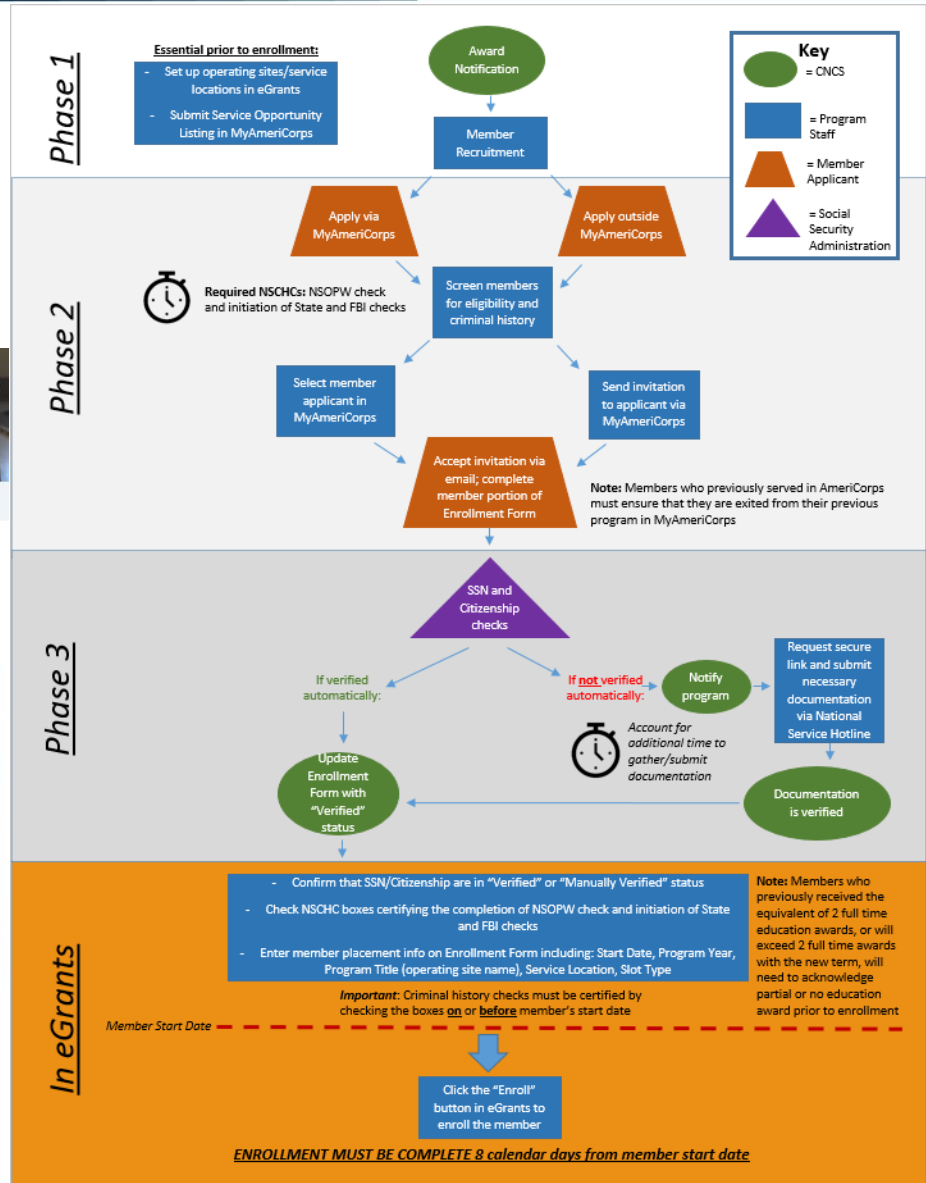 Phase 1
Essential prior to enrollment:
- Set up operating sites/service
locations in eGrants
- Submit Service Opportunity
Listing in MyAmeriCorps
Award
Notification
Member
Recruitment
Key
= CNCS
= Program
Staff
= Member
Applicant
= Social
Security
Administration
Phase 2
Apply via
MyAmeriCorps
Apply outside
MyAmeriCorps
Required NSCHCs: NSOPW check
and initiation of State and FBI checks
Screen members
for eligibility and
criminal history
Select member
applicant in
MyAmeriCorps
Send invitation
to applicant via
MyAmeriCorps
Accept invitation via
email; complete
member portion of
Enrollment Form
Note: Members who previously served in AmeriCorps
must ensure that they are exited from their previous
program in MyAmeriCorps
Phase 3
SSN and
Citizenship
checks
If verified
automatically:
If not verified
automatically:
Notify
program
Request secure
link and submit
necessary
documentation
via National
Service Hotline
Account for
additional time to
gather/submit
documentation
Update
Enrollment
Form with
"Verified"
status
Documentation
is verified
In eGrants
- Confirm that SSN/Citizenship are in "Verified" or "Manually Verified" status
- Check NSCHC boxes certifying the completion of NSOPW check and initiation of State
and FBI checks
- Enter member placement info on Enrollment Form including: Start Date, Program Year,
Program Title (operating site name), Service Location, Slot Type
Note: Members who
previously received the
equivalent of 2 full time
education awards, or will
exceed 2 full time awards
with the new term, will
need to acknowledge
partial or no education
award prior to enrollment
Important: Criminal history checks must be certified by
checking the boxes on or before member's start date
Member Start Date
Click the "Enroll"
button in eGrants to
enroll the member
ENROLLMENT MUST BE COMPLETE 8 calendar days from member start date